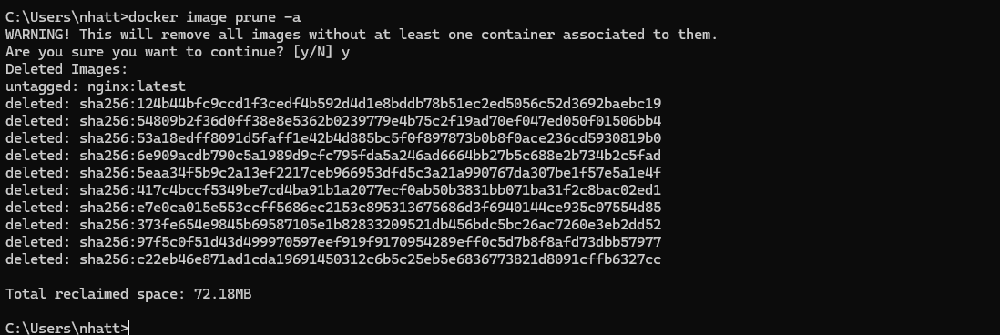 C:\Users\nhatt>docker image prune -a
WARNING! This will remove all images without at least one container associated to them.
Are you sure you want to continue? [y/N] y
Deleted Images:
untagged: nginx:latest
deleted: sha256:124b44bfc9ccd1f3cedf4b592d4d1e8bddb78b51ec2ed5056c52d3692baebc19
deleted: sha256:54809b2f36d0ff38e8e5362b0239779e4b75c2f19ad70ef047ed050f01506bb4
deleted: sha256:53a18edff8091d5faff1e42b4d885bc5f0f897873b0b8f0ace236cd5930819b0
deleted: sha256:6e909acdb790c5a1989d9cfc795fda5a246ad6664bb27b5c688e2b734b2c5fad
deleted: sha256:5eaa34f5b9c2a13ef2217ceb966953dfd5c3a21a990767da307be1f57e5a1e4f
deleted: sha256:417c4bccf5349be7cd4ba91b1a2077ecf0ab50b3831bb071ba31f2c8bac02ed1
deleted: sha256:e7e0ca015e553ccff5686ec2153c895313675686d3f6940144ce935c07554d85
deleted: sha256:373fe654e9845b69587105e1b82833209521db456bdc5bc26ac7260e3eb2dd52
deleted: sha256:97f5c0f51d43d499970597eef919f9170954289eff0c5d7b8f8afd73dbb57977
deleted: sha256:c22eb46e871ad1cda19691450312c6b5c25eb5e6836773821d8091cffb6327cc
Total reclaimed space: 72.18MB
C:\Users\nhatt>